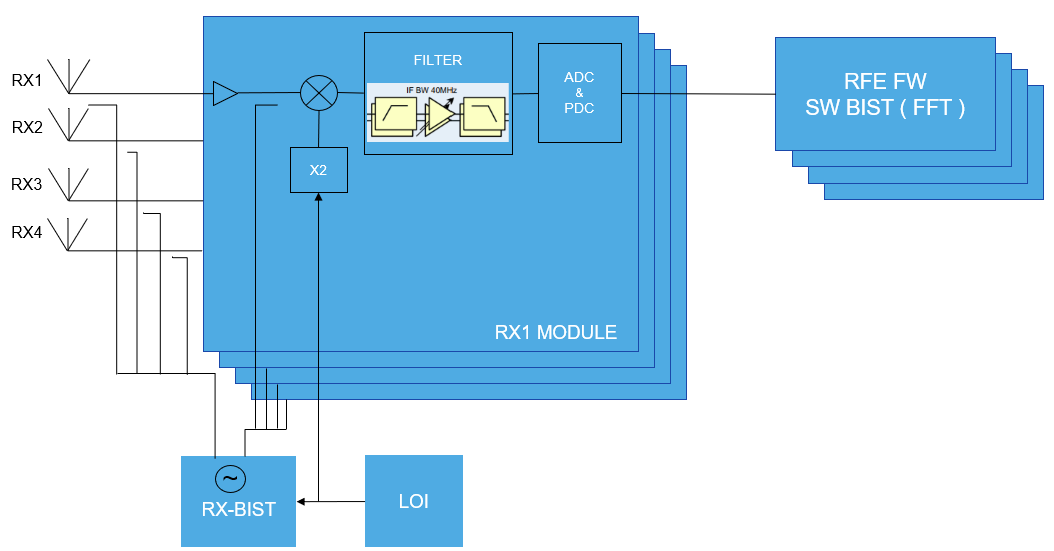 RX1
RX2
RX3
RX4
FILTER
IF BW 40MHz
ADC
&
PDC
X2
RX1 MODULE
RFE FW
SW BIST ( FFT )
~
RX-BIST
LOI